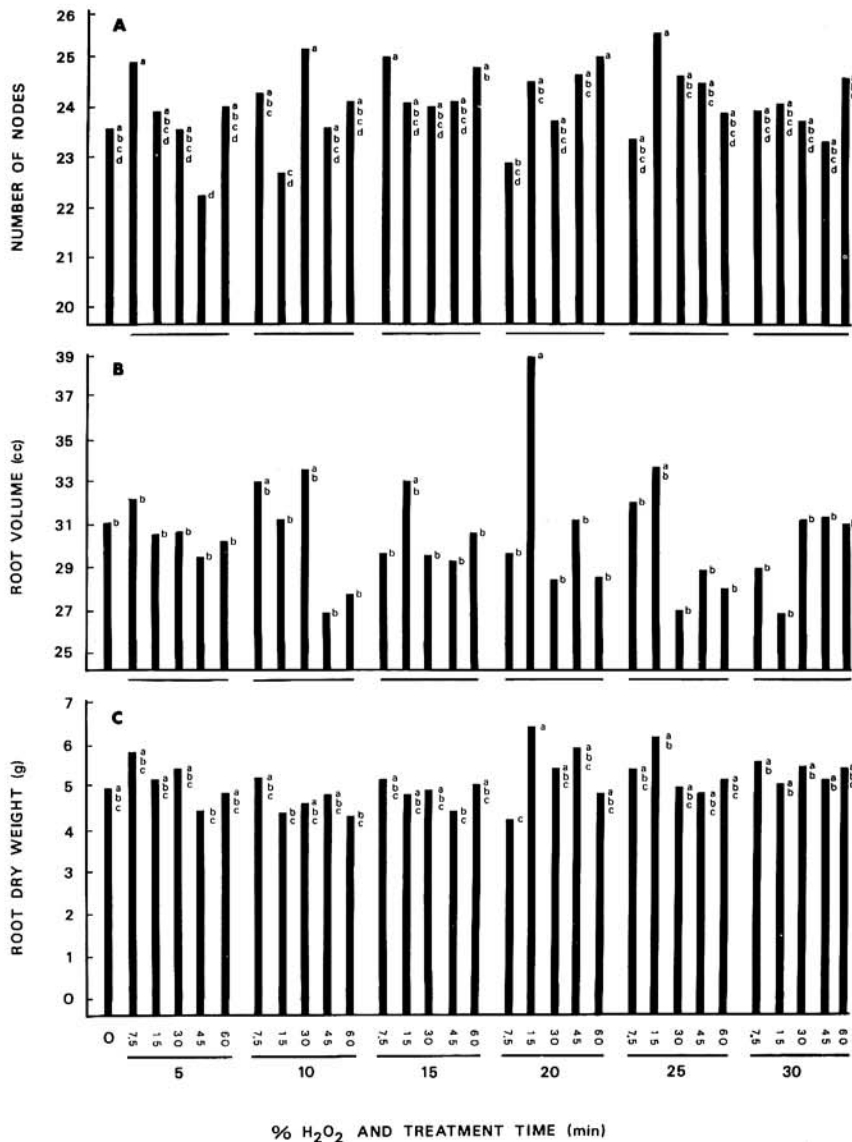 A
NUMBER OF NODES
26
25
24
23
22
21
20
a b c d
a
a b c d
a b c d
d
a b c d
a b c
c d
a
a b c d
a b c d
a
a b c d
a b c d
a b c d
a b
b c d
a b c
a b c d
a b c
a
a b c d
a
a b c
a b c
a b c d
a b c d
a b c d
a b c d
a b c d
B
ROOT VOLUME (cc)
39
37
35
33
31
29
27
25
b
b
b
b
b
b
a b
b
a b
b
b
b
a b
b
b
b
b
a
b
b
b
b
a b
b
b
b
b
b
b
b
b
C
ROOT DRY WEIGHT (g)
7
6
5
4
3
2
1
0
a b c
a b c
a b c
a b c
b c
a b c
a b c
b c
a b c
a b c
b c
a b c
a b c
a b c
b c
a b c
c
a
a b c
a b c
a b c
a b c
a b
a b c
a b c
a b c
0 7,5 15 30 45 60 7,5 15 30 45 60 7,5 15 30 45 60 7,5 15 30 45 60 7,5 15 30 45 60 7,5 15 30 45 60
5 10 15 20 25 30
% H₂O₂ AND TREATMENT TIME (min)